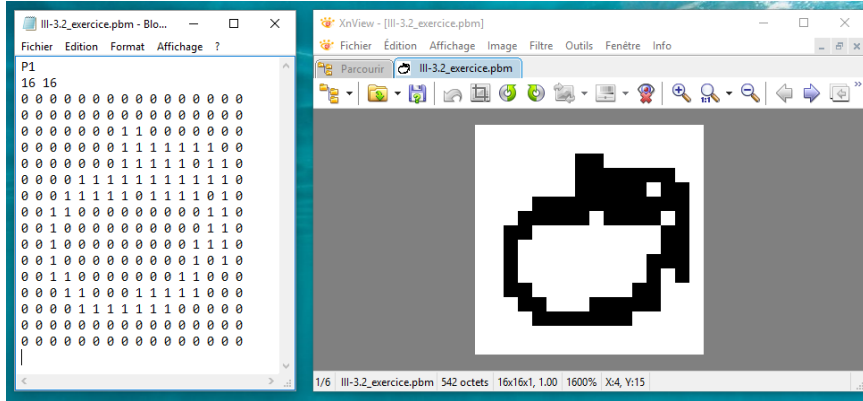 III-3.2_exercice.pbm - Blo...
Fichier Edition Format Affichage ?
P1
16 16
0 0 0 0 0 0 0 0 0 0 0 0 0 0 0 0
0 0 0 0 0 0 0 0 0 0 0 0 0 0 0 0
0 0 0 0 0 0 0 1 1 0 0 0 0 0 0 0
0 0 0 0 0 0 0 1 1 1 1 1 1 1 0 0
0 0 0 0 0 0 0 1 1 1 1 1 0 1 1 0
0 0 0 0 1 1 1 1 1 1 1 1 1 1 1 0
0 0 0 1 1 1 1 1 0 1 1 1 1 0 1 0
0 0 1 1 0 0 0 0 0 0 0 0 0 1 1 0
0 0 1 0 0 0 0 0 0 0 0 0 0 1 1 0
0 0 1 0 0 0 0 0 0 0 0 0 1 1 1 0
0 0 1 0 0 0 0 0 0 0 0 0 1 0 1 0
0 0 1 1 0 0 0 0 0 0 0 1 1 0 0 0
0 0 0 1 1 0 0 0 1 1 1 1 1 0 0 0
0 0 0 0 1 1 1 1 1 1 1 0 0 0 0 0
0 0 0 0 0 0 0 0 0 0 0 0 0 0 0 0
0 0 0 0 0 0 0 0 0 0 0 0 0 0 0 0
XnView - [III-3.2_exercice.pbm]
Fichier Édition Affichage Image Filtre Outils Fenêtre Info
Parcourir III-3.2_exercice.pbm
1:1
1/6 III-3.2_exercice.pbm 542 octets 16x16x1, 1.00 1600% X:4, Y:15